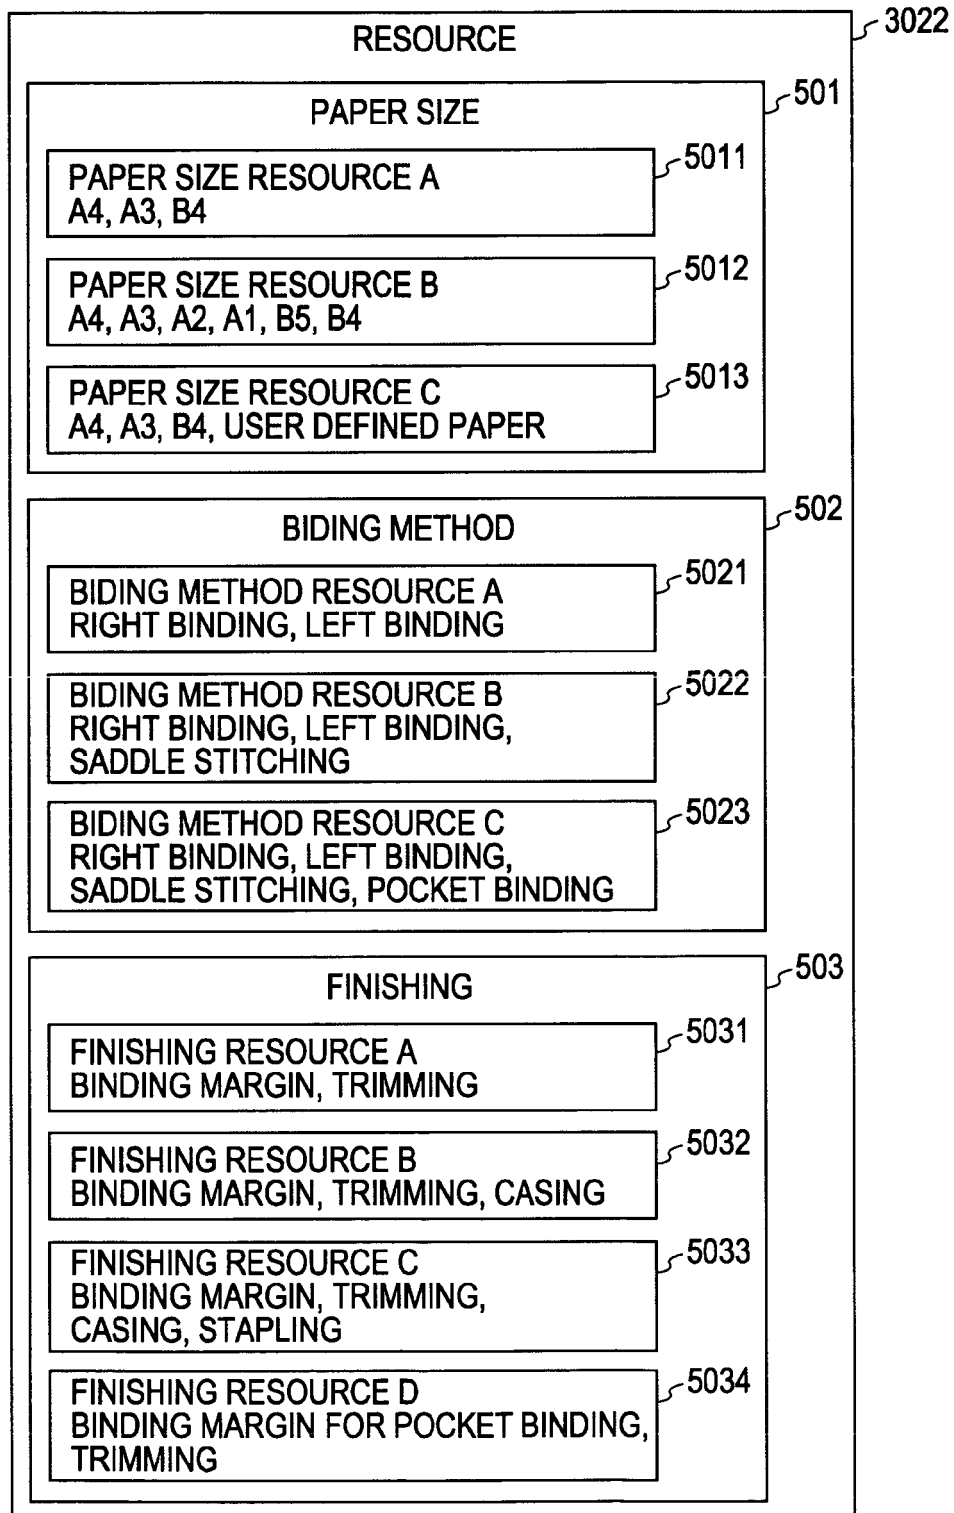 RESOURCE
3022
PAPER SIZE
501
PAPER SIZE RESOURCE A
A4, A3, B4
5011
PAPER SIZE RESOURCE B
A4, A3, A2, A1, B5, B4
5012
PAPER SIZE RESOURCE C
A4, A3, B4, USER DEFINED PAPER
5013
BIDING METHOD
502
BIDING METHOD RESOURCE A
RIGHT BINDING, LEFT BINDING
5021
BIDING METHOD RESOURCE B
RIGHT BINDING, LEFT BINDING,
SADDLE STITCHING
5022
BIDING METHOD RESOURCE C
RIGHT BINDING, LEFT BINDING,
SADDLE STITCHING, POCKET BINDING
5023
FINISHING
503
FINISHING RESOURCE A
BINDING MARGIN, TRIMMING
5031
FINISHING RESOURCE B
BINDING MARGIN, TRIMMING, CASING
5032
FINISHING RESOURCE C
BINDING MARGIN, TRIMMING,
CASING, STAPLING
5033
FINISHING RESOURCE D
BINDING MARGIN FOR POCKET BINDING,
TRIMMING
5034